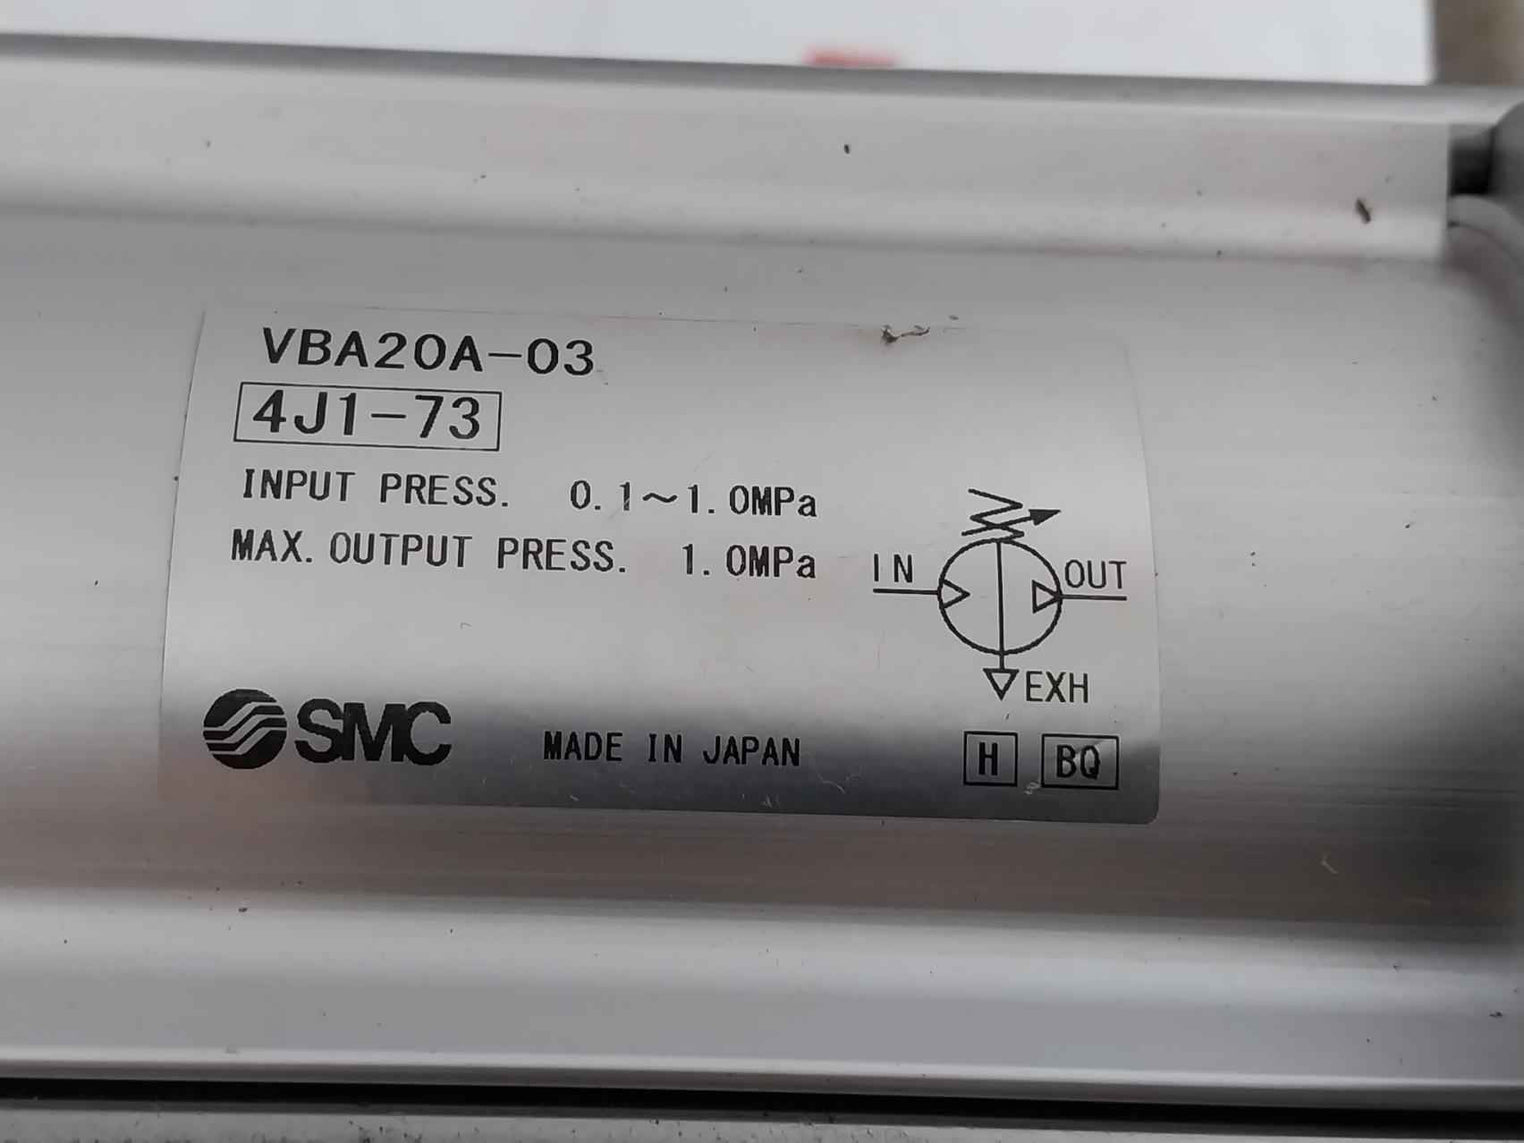 VBA20A-03
4J1-73
INPUT PRESS. 0.1~1.0MPa
MAX. OUTPUT PRESS. 1.0MPa
IN
OUT
EXH
SMC
MADE IN JAPAN
H
BQ